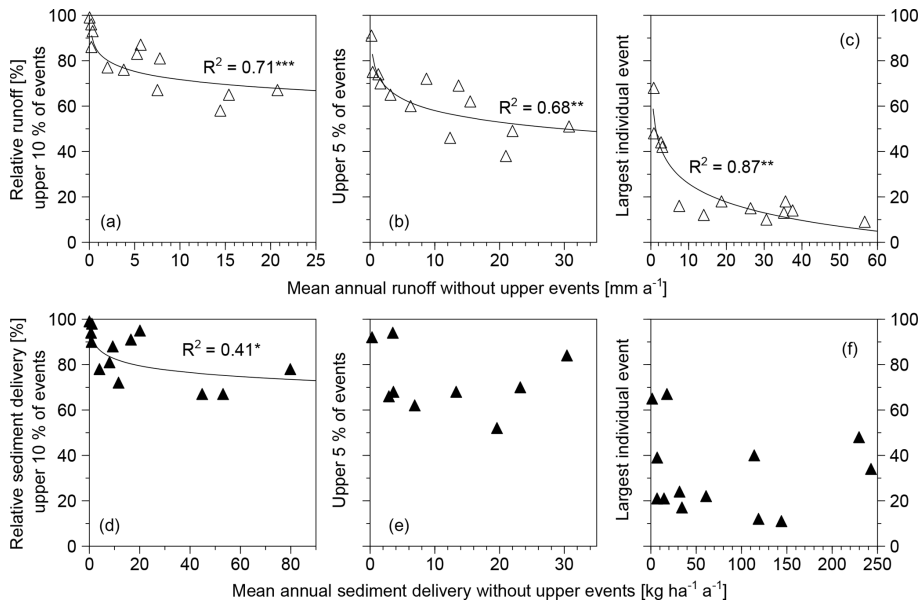 Relative runoff [%]
upper 10 % of events
100
80
60
40
20
0
R² = 0.71***
(a)
0 5 10 15 20 25
Upper 5 % of events
R² = 0.68**
(b)
0 10 20 30
Largest individual event
(c)
R² = 0.87**
100
80
60
40
20
0
0 10 20 30 40 50 60
Mean annual runoff without upper events [mm a⁻¹]
Relative sediment delivery [%]
upper 10 % of events
100
80
60
40
20
0
R² = 0.41*
(d)
0 20 40 60 80
Upper 5 % of events
(e)
0 10 20 30
Largest individual event
(f)
100
80
60
40
20
0
0 50 100 150 200 250
Mean annual sediment delivery without upper events [kg ha⁻¹ a⁻¹]